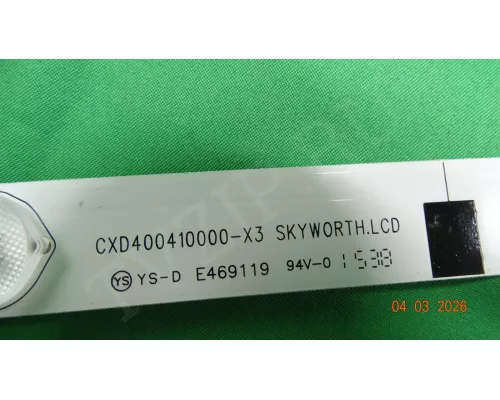 CXD400410000-X3 SKYWORTH.LCD
YS YS-D E469119 94V-0 1538
04 03 2026